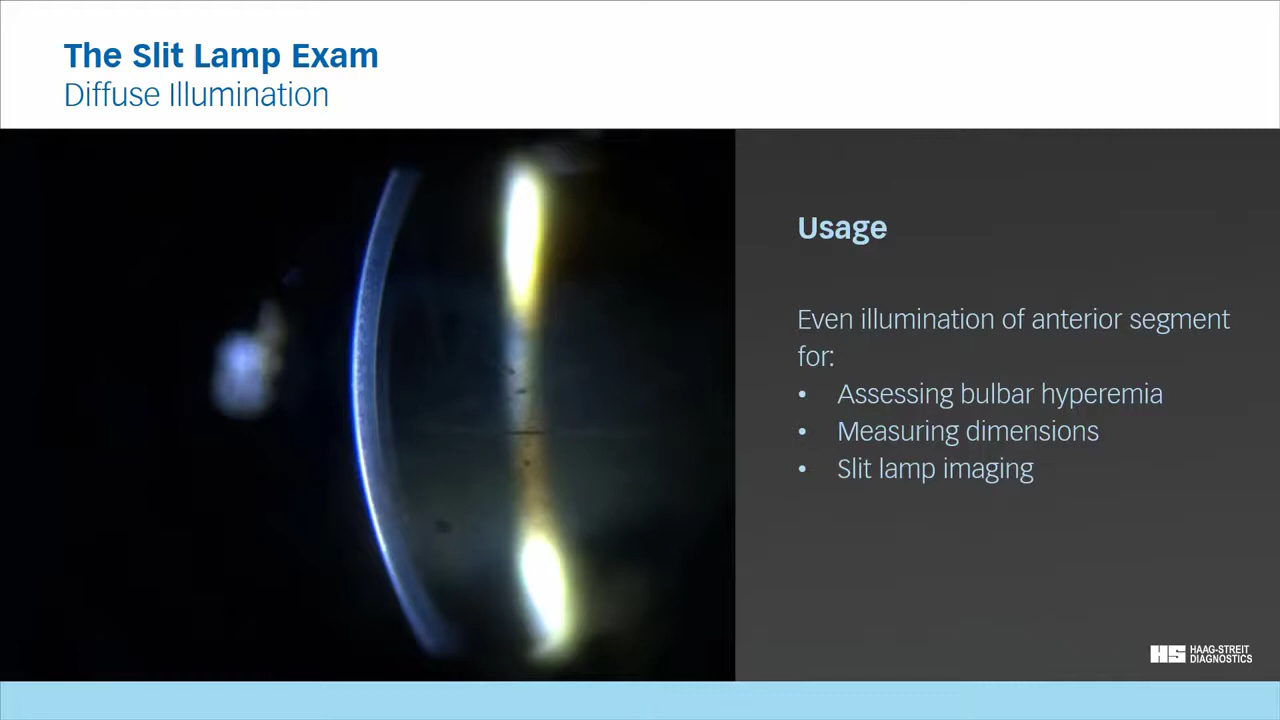 The Slit Lamp Exam
Diffuse Illumination
Usage
Even illumination of anterior segment
for:
• Assessing bulbar hyperemia
• Measuring dimensions
• Slit lamp imaging
HS HAAG-STREIT
DIAGNOSTICS